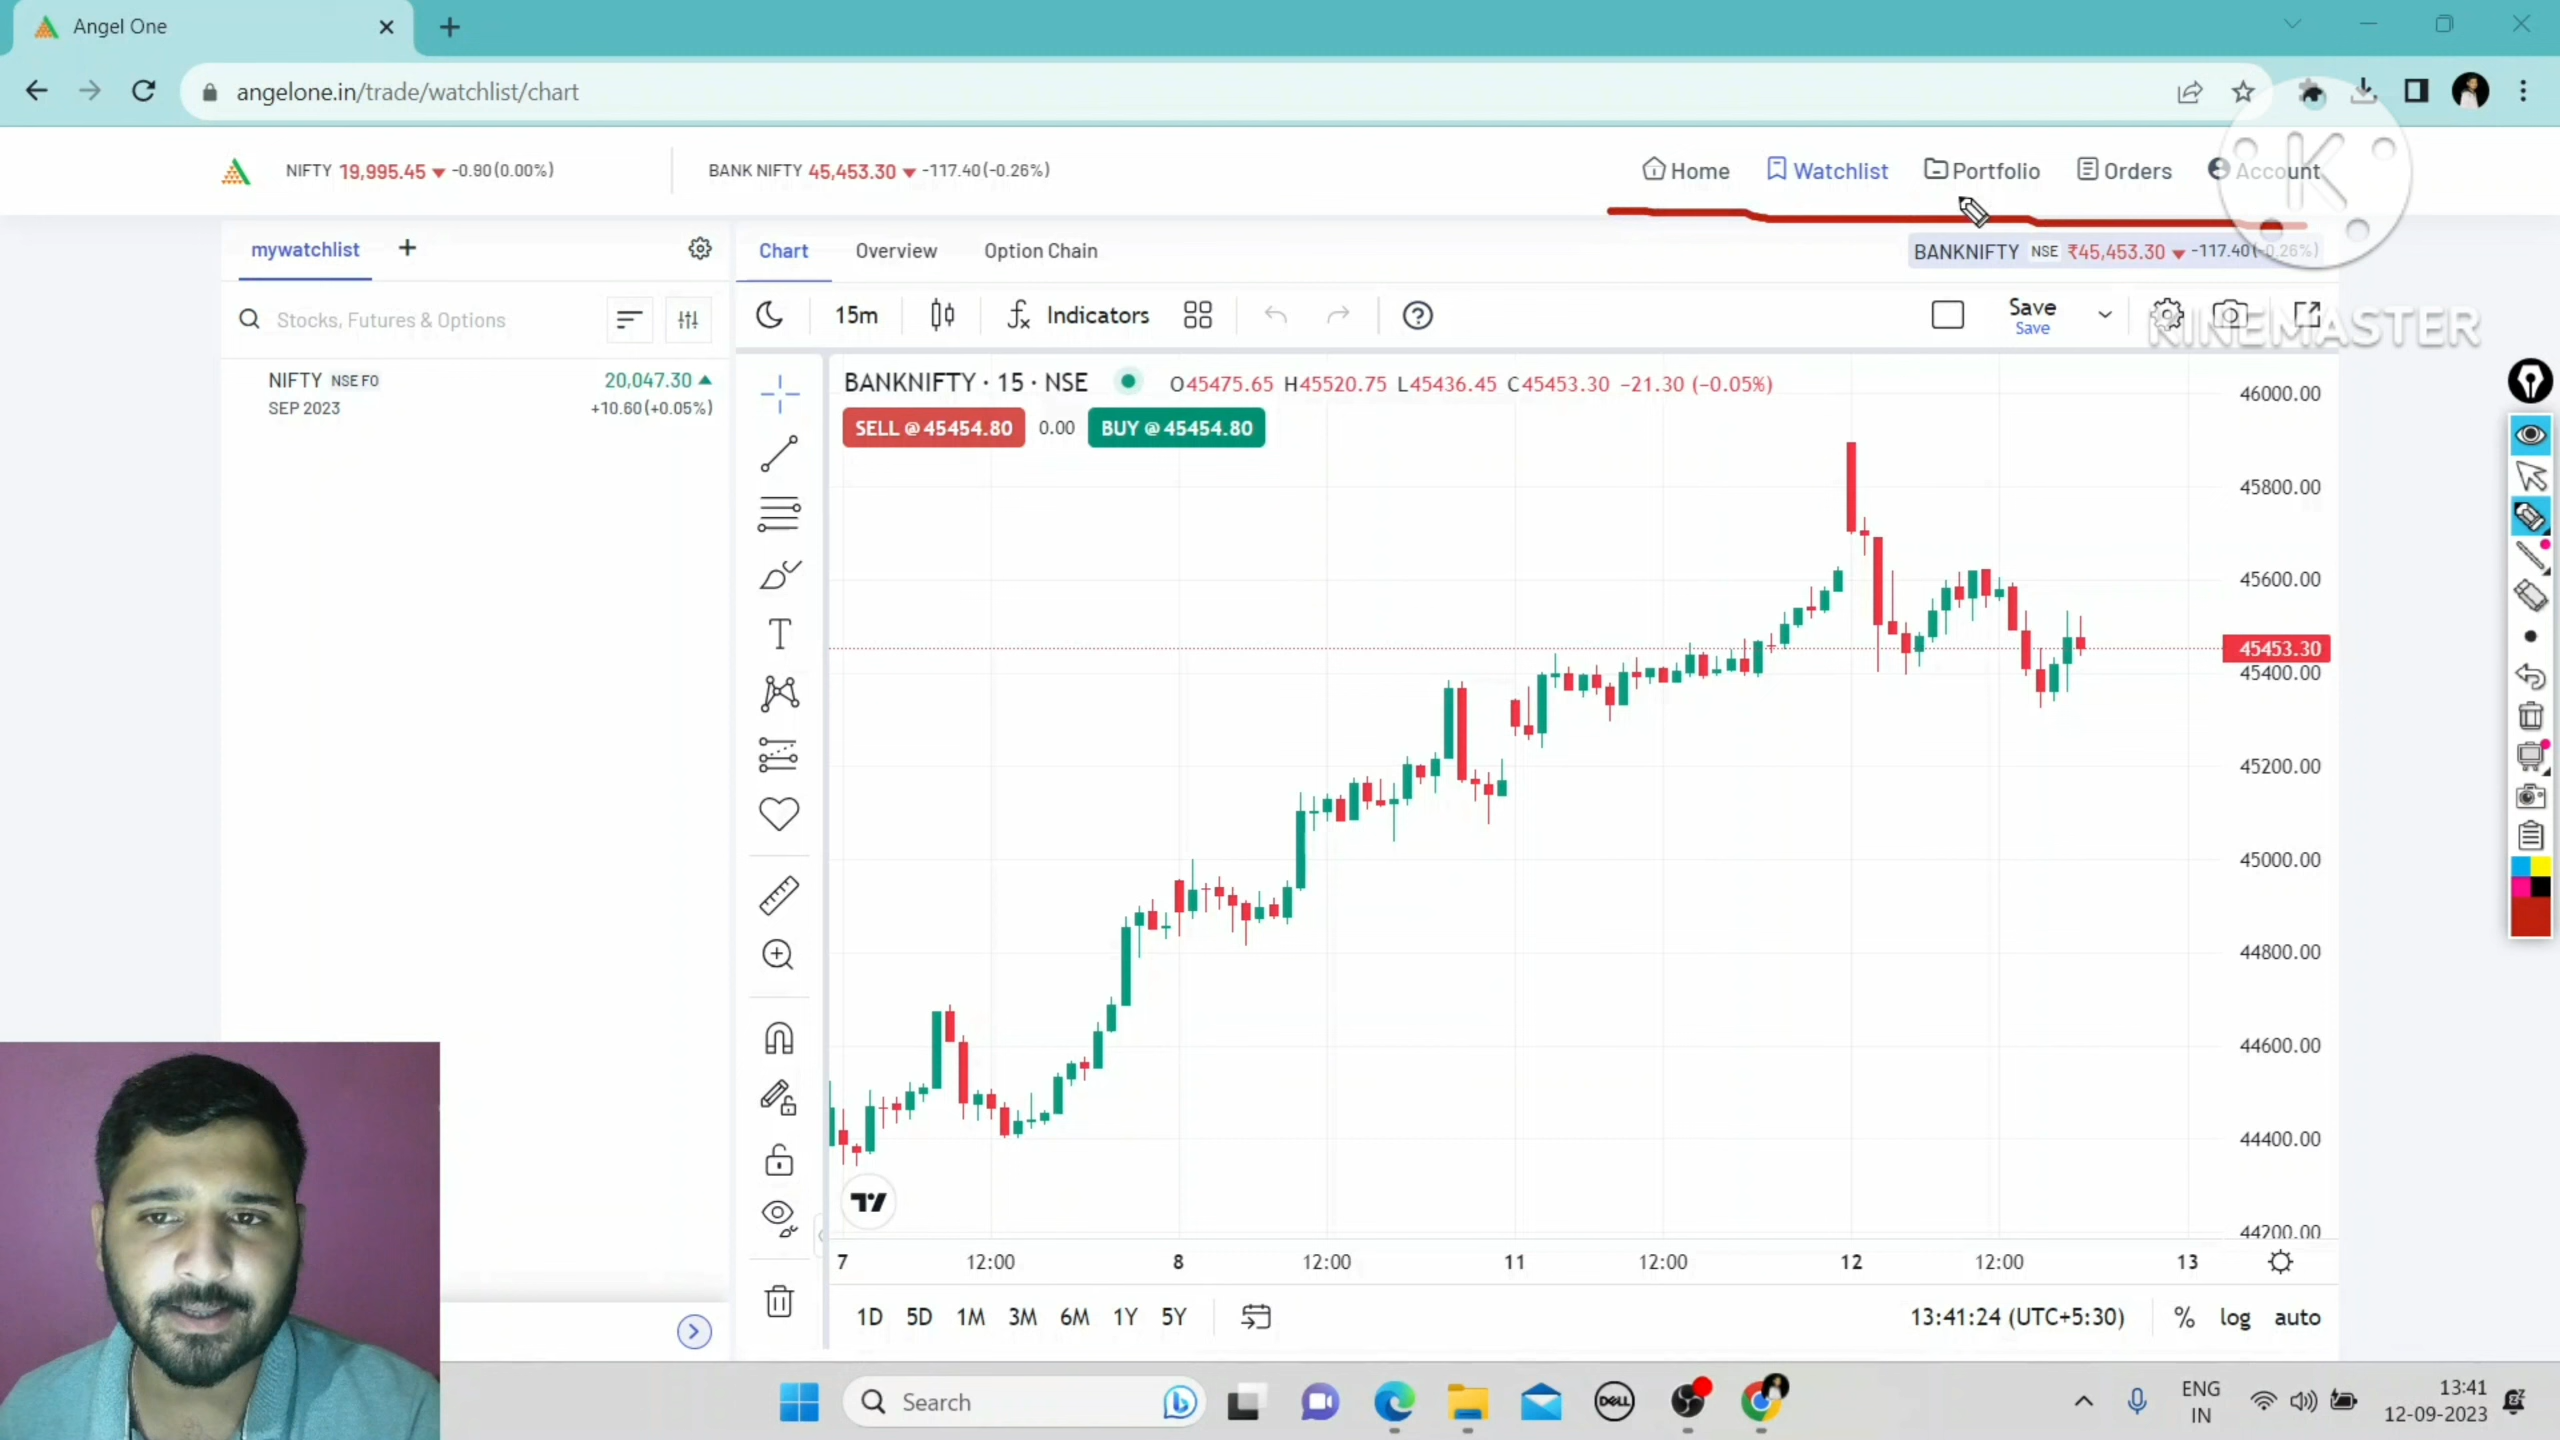 Angel One
angelone.in/trade/watchlist/chart
NIFTY 19,995.45 -0.90(0.00%) BANK NIFTY 45,453.30 -117.40(-0.26%) Home Watchlist Portfolio Orders Account
mywatchlist + Chart Overview Option Chain BANKNIFTY NSE ₹45,453.30 -117.40(-0.26%)
Stocks, Futures & Options 15m Indicators Save
Save
KINEMASTER
NIFTY NSE FO 20,047.30
SEP 2023 +10.60(+0.05%)
BANKNIFTY · 15 · NSE O45475.65 H45520.75 L45436.45 C45453.30 −21.30 (−0.05%)
SELL @ 45454.80 0.00 BUY @ 45454.80
46000.00
45800.00
45600.00
45453.30
45400.00
45200.00
45000.00
44800.00
44600.00
44400.00
44200.00
7 12:00 8 12:00 11 12:00 12 12:00 13
1D 5D 1M 3M 6M 1Y 5Y 13:41:24 (UTC+5:30) % log auto
Search DELL ENG IN 13:41
12-09-2023